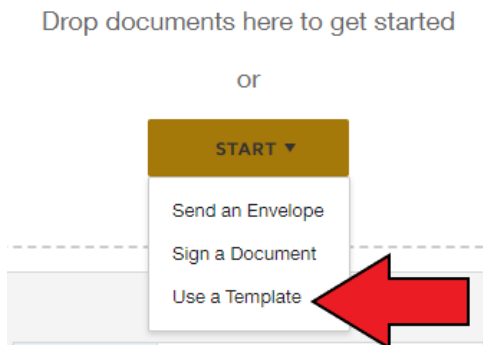 Drop documents here to get started
or
START ▼
Send an Envelope
Sign a Document
Use a Template